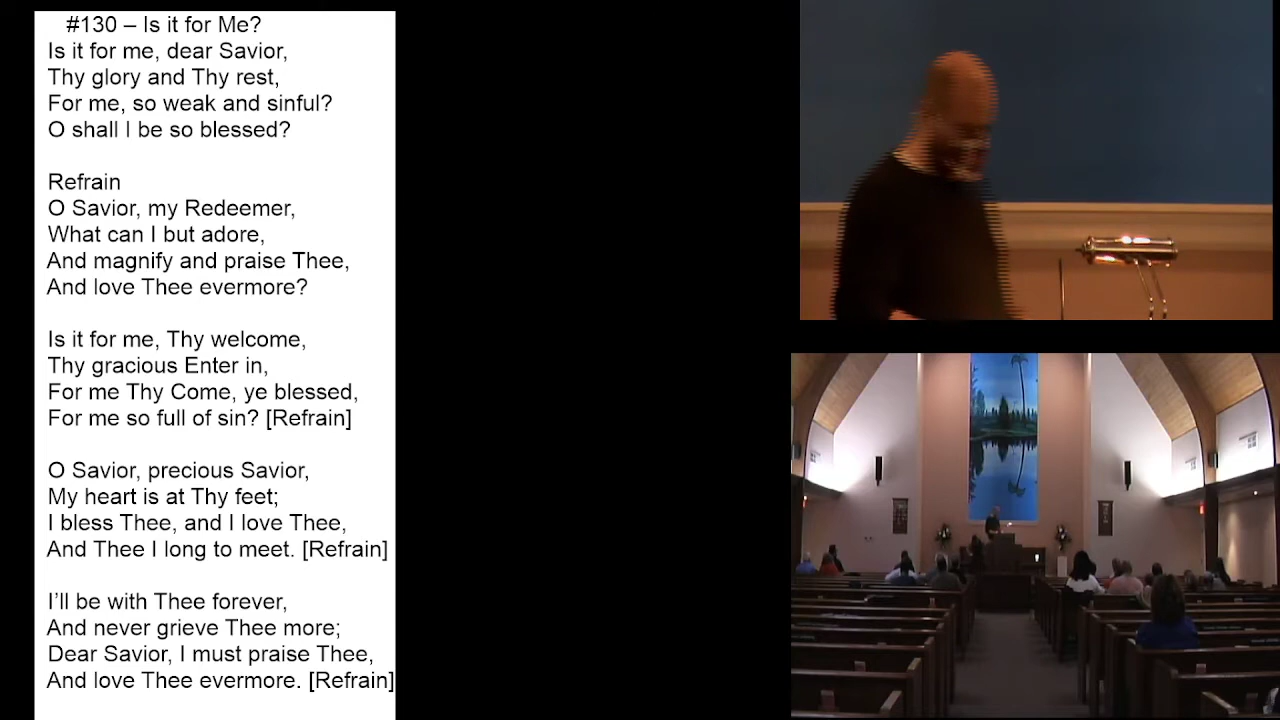 #130 – Is it for Me?
Is it for me, dear Savior,
Thy glory and Thy rest,
For me, so weak and sinful?
O shall I be so blessed?
Refrain
O Savior, my Redeemer,
What can I but adore,
And magnify and praise Thee,
And love Thee evermore?
Is it for me, Thy welcome,
Thy gracious Enter in,
For me Thy Come, ye blessed,
For me so full of sin? [Refrain]
O Savior, precious Savior,
My heart is at Thy feet;
I bless Thee, and I love Thee,
And Thee I long to meet. [Refrain]
I’ll be with Thee forever,
And never grieve Thee more;
Dear Savior, I must praise Thee,
And love Thee evermore. [Refrain]